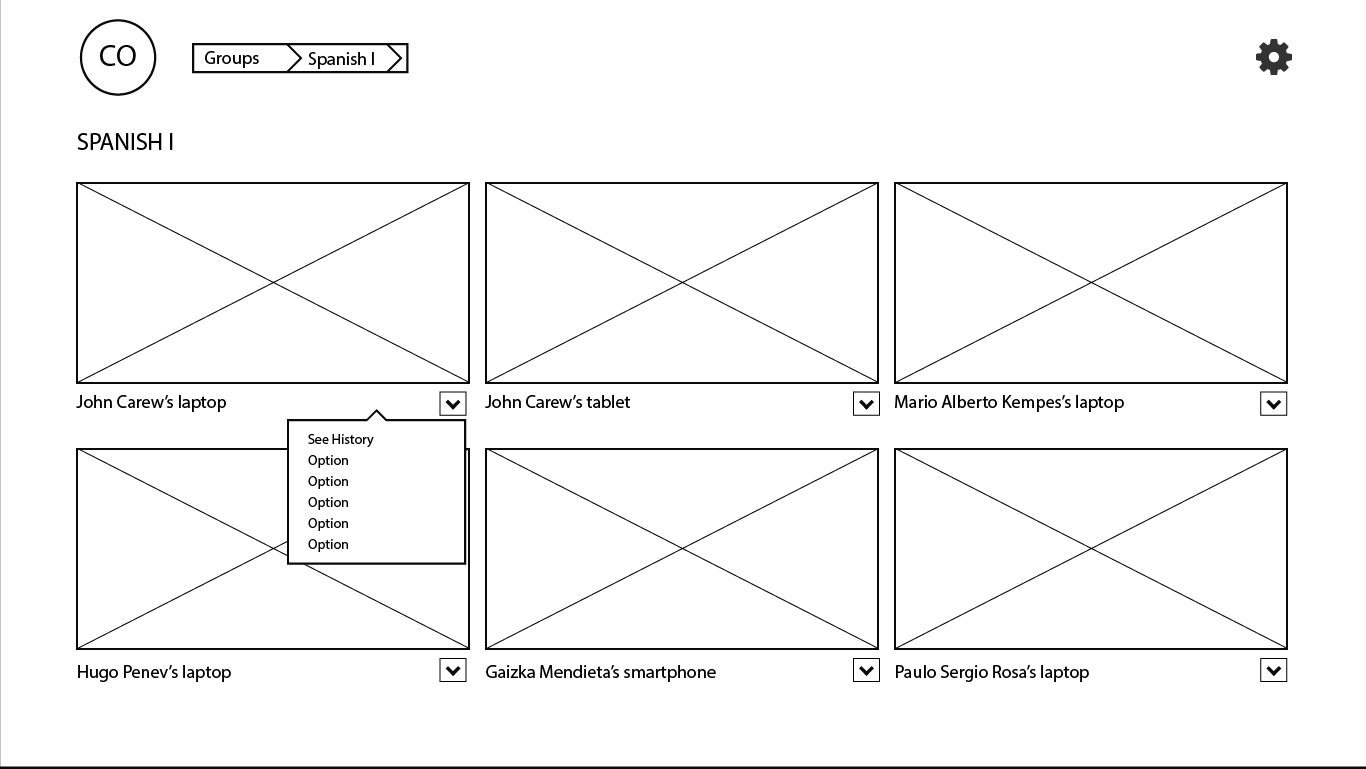 CO
Groups
Spanish I
SPANISH I
John Carew’s laptop
John Carew’s tablet
Mario Alberto Kempes’s laptop
See History
Option
Option
Option
Option
Option
Hugo Penev’s laptop
Gaizka Mendieta’s smartphone
Paulo Sergio Rosa’s laptop